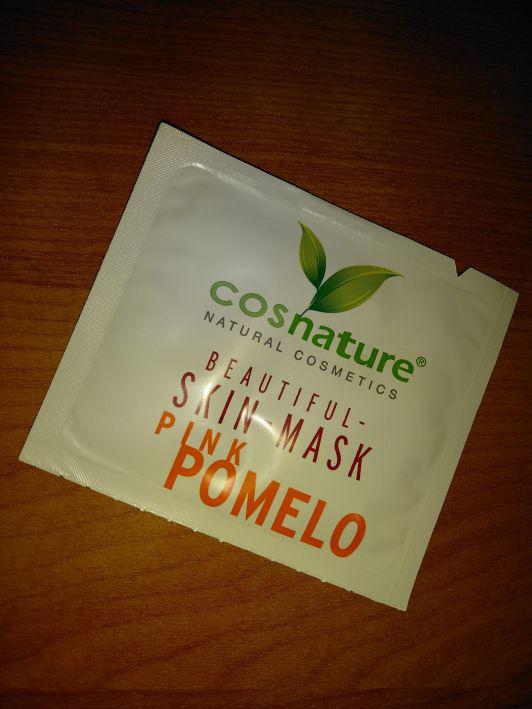 cosnature®
NATURAL COSMETICS
BEAUTIFUL-
SKIN-MASK
PINK
POMELO